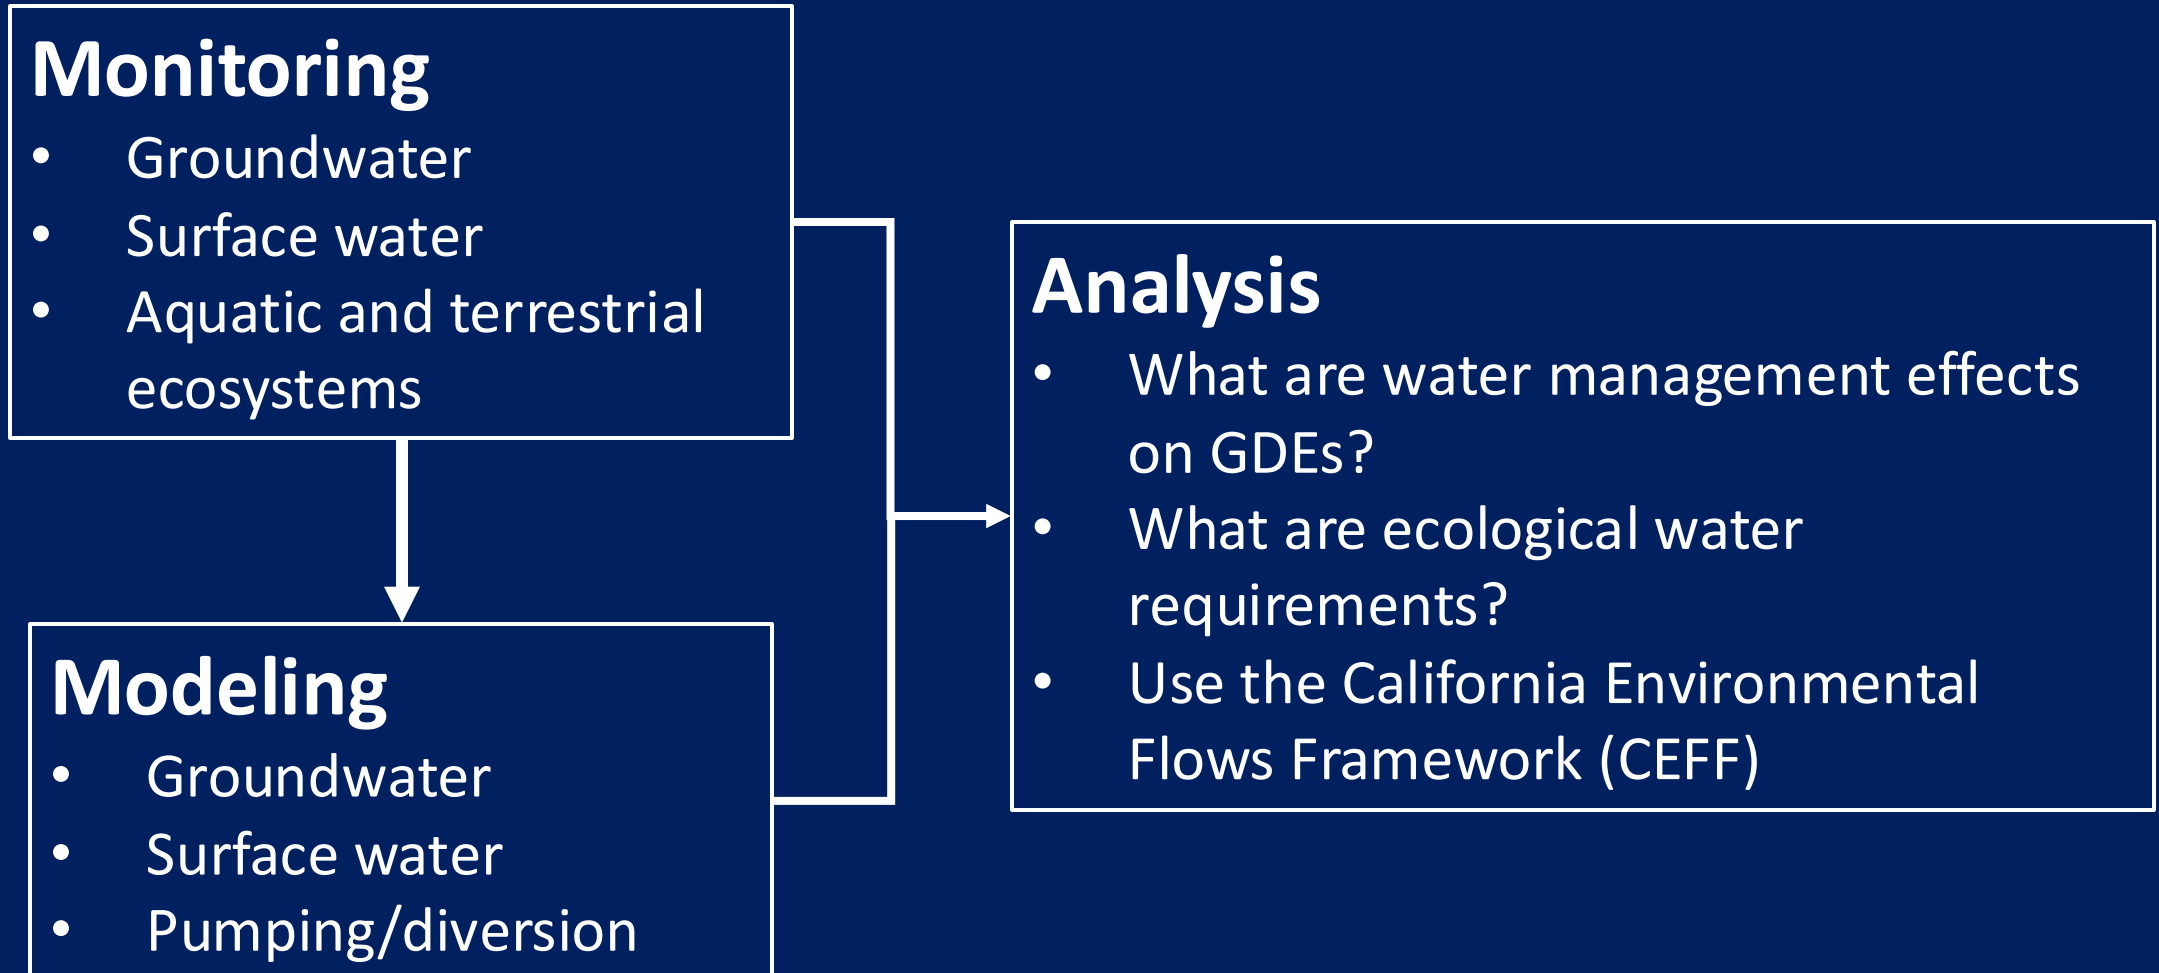 Monitoring
• Groundwater
• Surface water
• Aquatic and terrestrial
ecosystems
Modeling
• Groundwater
• Surface water
• Pumping/diversion
Analysis
• What are water management effects
on GDEs?
• What are ecological water
requirements?
• Use the California Environmental
Flows Framework (CEFF)